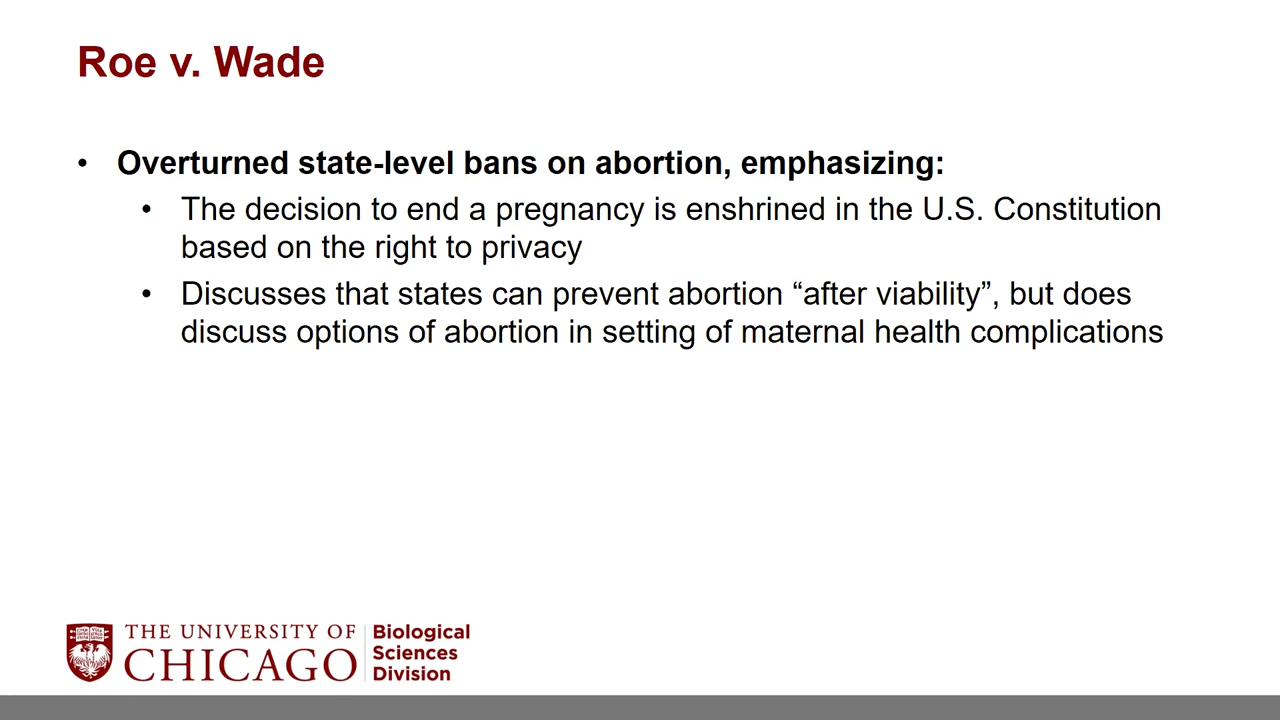 Roe v. Wade
• Overturned state-level bans on abortion, emphasizing:
• The decision to end a pregnancy is enshrined in the U.S. Constitution
based on the right to privacy
• Discusses that states can prevent abortion “after viability”, but does
discuss options of abortion in setting of maternal health complications
THE UNIVERSITY OF
CHICAGO
Biological
Sciences
Division